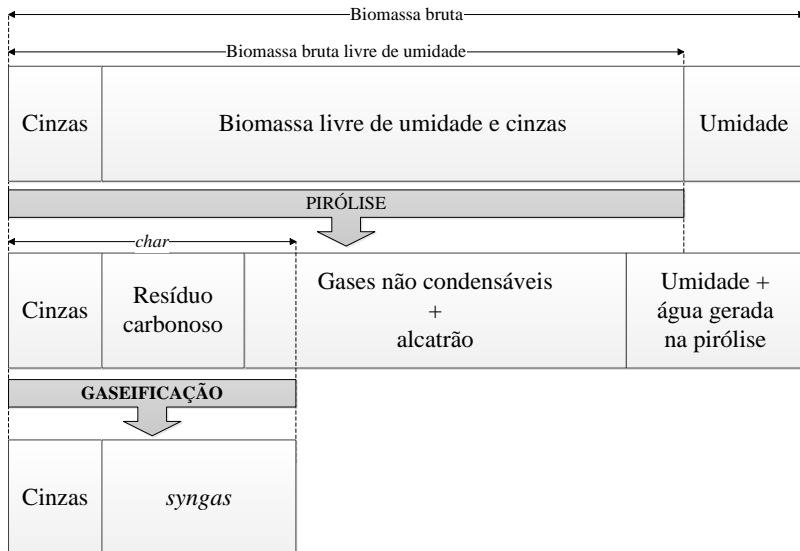 Biomassa bruta
Biomassa bruta livre de umidade
Cinzas
Biomassa livre de umidade e cinzas
Umidade
PIRÓLISE
char
Cinzas
Resíduo
carbonoso
Gases não condensáveis
+
alcatrão
Umidade +
água gerada
na pirólise
GASEIFICAÇÃO
Cinzas
syngas